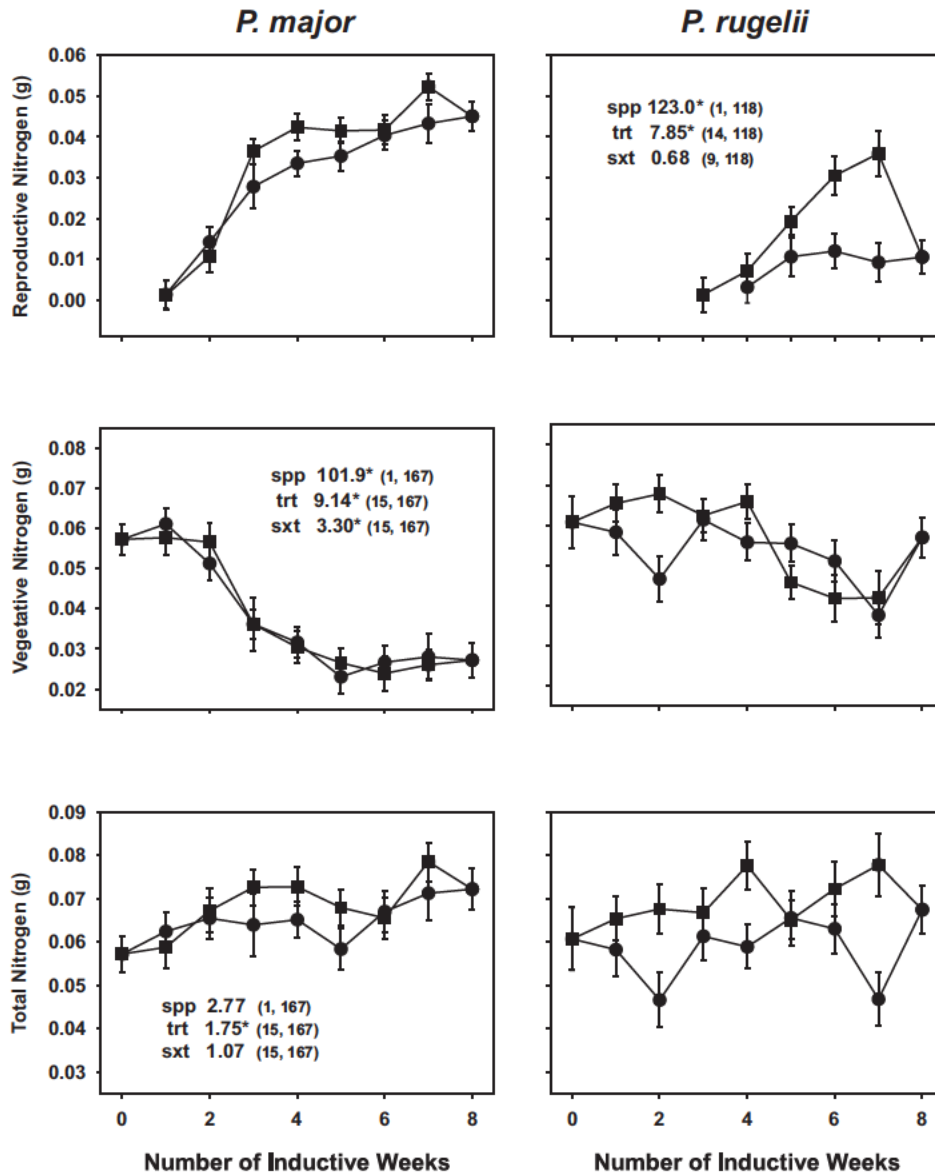 P. major
P. rugelii
Reproductive Nitrogen (g)
0.06
0.05
0.04
0.03
0.02
0.01
0.00
spp 123.0* (1, 118)
trt 7.85* (14, 118)
sxt 0.68 (9, 118)
Vegetative Nitrogen (g)
0.08
0.07
0.06
0.05
0.04
0.03
0.02
spp 101.9* (1, 167)
trt 9.14* (15, 167)
sxt 3.30* (15, 167)
Total Nitrogen (g)
0.09
0.08
0.07
0.06
0.05
0.04
0.03
spp 2.77 (1, 167)
trt 1.75* (15, 167)
sxt 1.07 (15, 167)
0 2 4 6 8
0 2 4 6 8
Number of Inductive Weeks
Number of Inductive Weeks